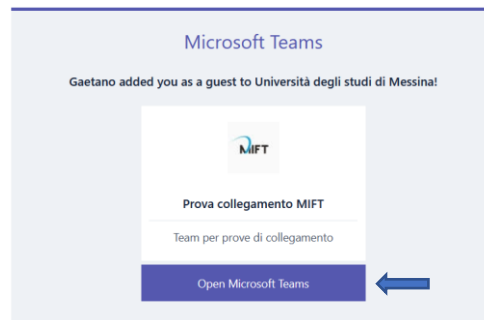 Microsoft Teams
Gaetano added you as a guest to Università degli studi di Messina!
MIFT
Prova collegamento MIFT
Team per prove di collegamento
Open Microsoft Teams